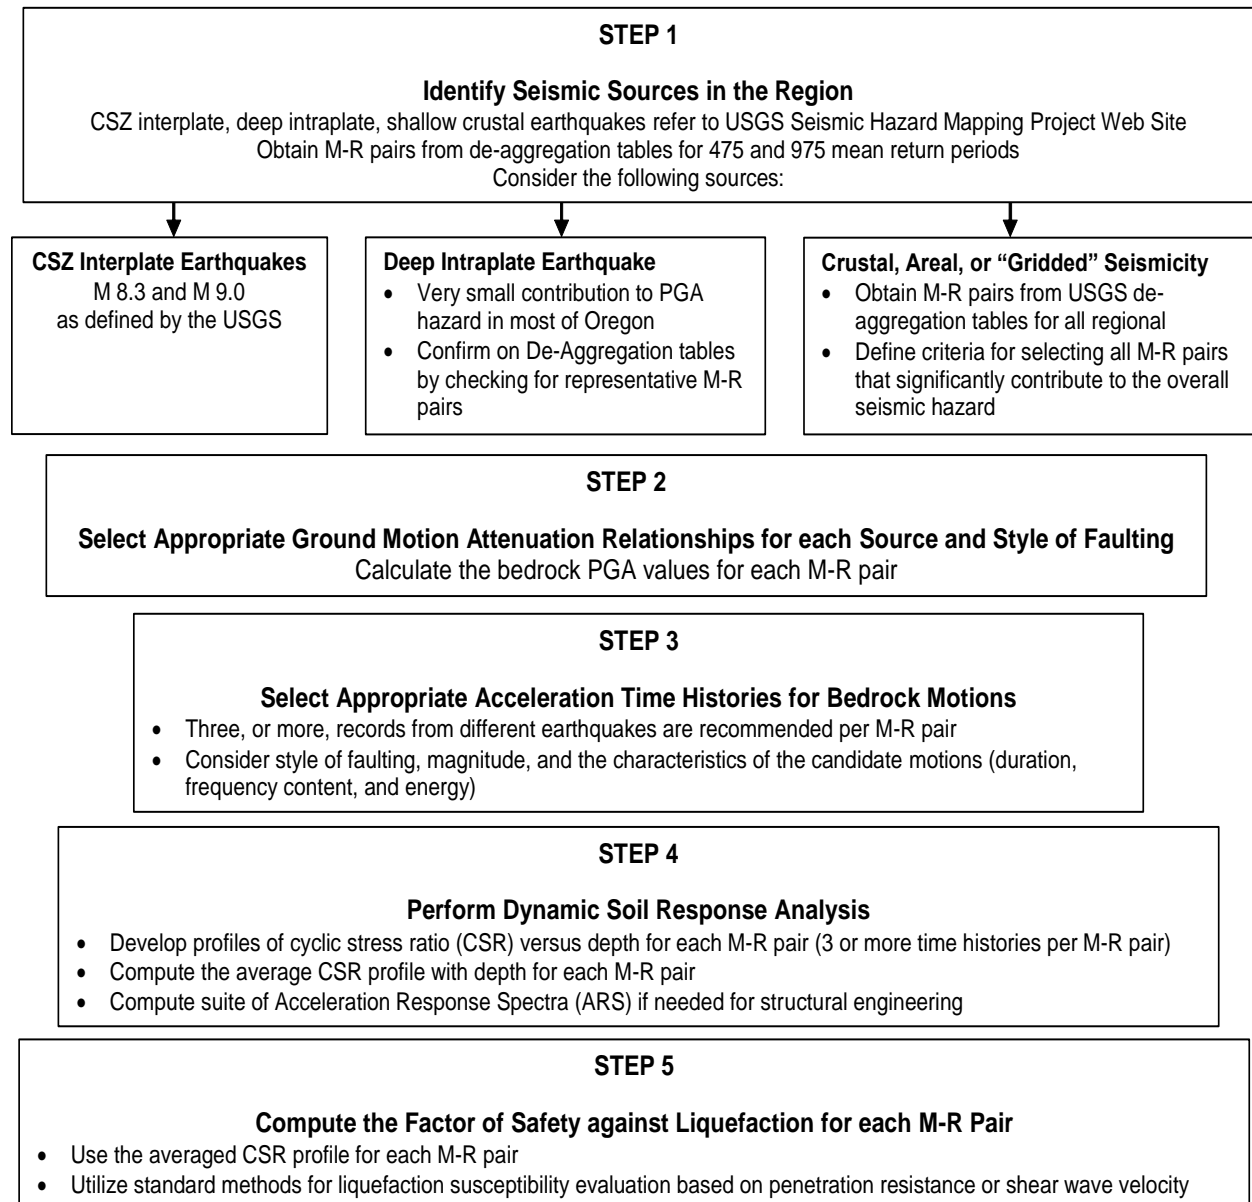 STEP 1
Identify Seismic Sources in the Region
CSZ interplate, deep intraplate, shallow crustal earthquakes refer to USGS Seismic Hazard Mapping Project Web Site
Obtain M-R pairs from de-aggregation tables for 475 and 975 mean return periods
Consider the following sources:
CSZ Interplate Earthquakes
M 8.3 and M 9.0
as defined by the USGS
Deep Intraplate Earthquake
• Very small contribution to PGA
hazard in most of Oregon
• Confirm on De-Aggregation tables
by checking for representative M-R
pairs
Crustal, Areal, or “Gridded” Seismicity
• Obtain M-R pairs from USGS de-
aggregation tables for all regional
• Define criteria for selecting all M-R pairs
that significantly contribute to the overall
seismic hazard
STEP 2
Select Appropriate Ground Motion Attenuation Relationships for each Source and Style of Faulting
Calculate the bedrock PGA values for each M-R pair
STEP 3
Select Appropriate Acceleration Time Histories for Bedrock Motions
• Three, or more, records from different earthquakes are recommended per M-R pair
• Consider style of faulting, magnitude, and the characteristics of the candidate motions (duration,
frequency content, and energy)
STEP 4
Perform Dynamic Soil Response Analysis
• Develop profiles of cyclic stress ratio (CSR) versus depth for each M-R pair (3 or more time histories per M-R pair)
• Compute the average CSR profile with depth for each M-R pair
• Compute suite of Acceleration Response Spectra (ARS) if needed for structural engineering
STEP 5
Compute the Factor of Safety against Liquefaction for each M-R Pair
• Use the averaged CSR profile for each M-R pair
• Utilize standard methods for liquefaction susceptibility evaluation based on penetration resistance or shear wave velocity